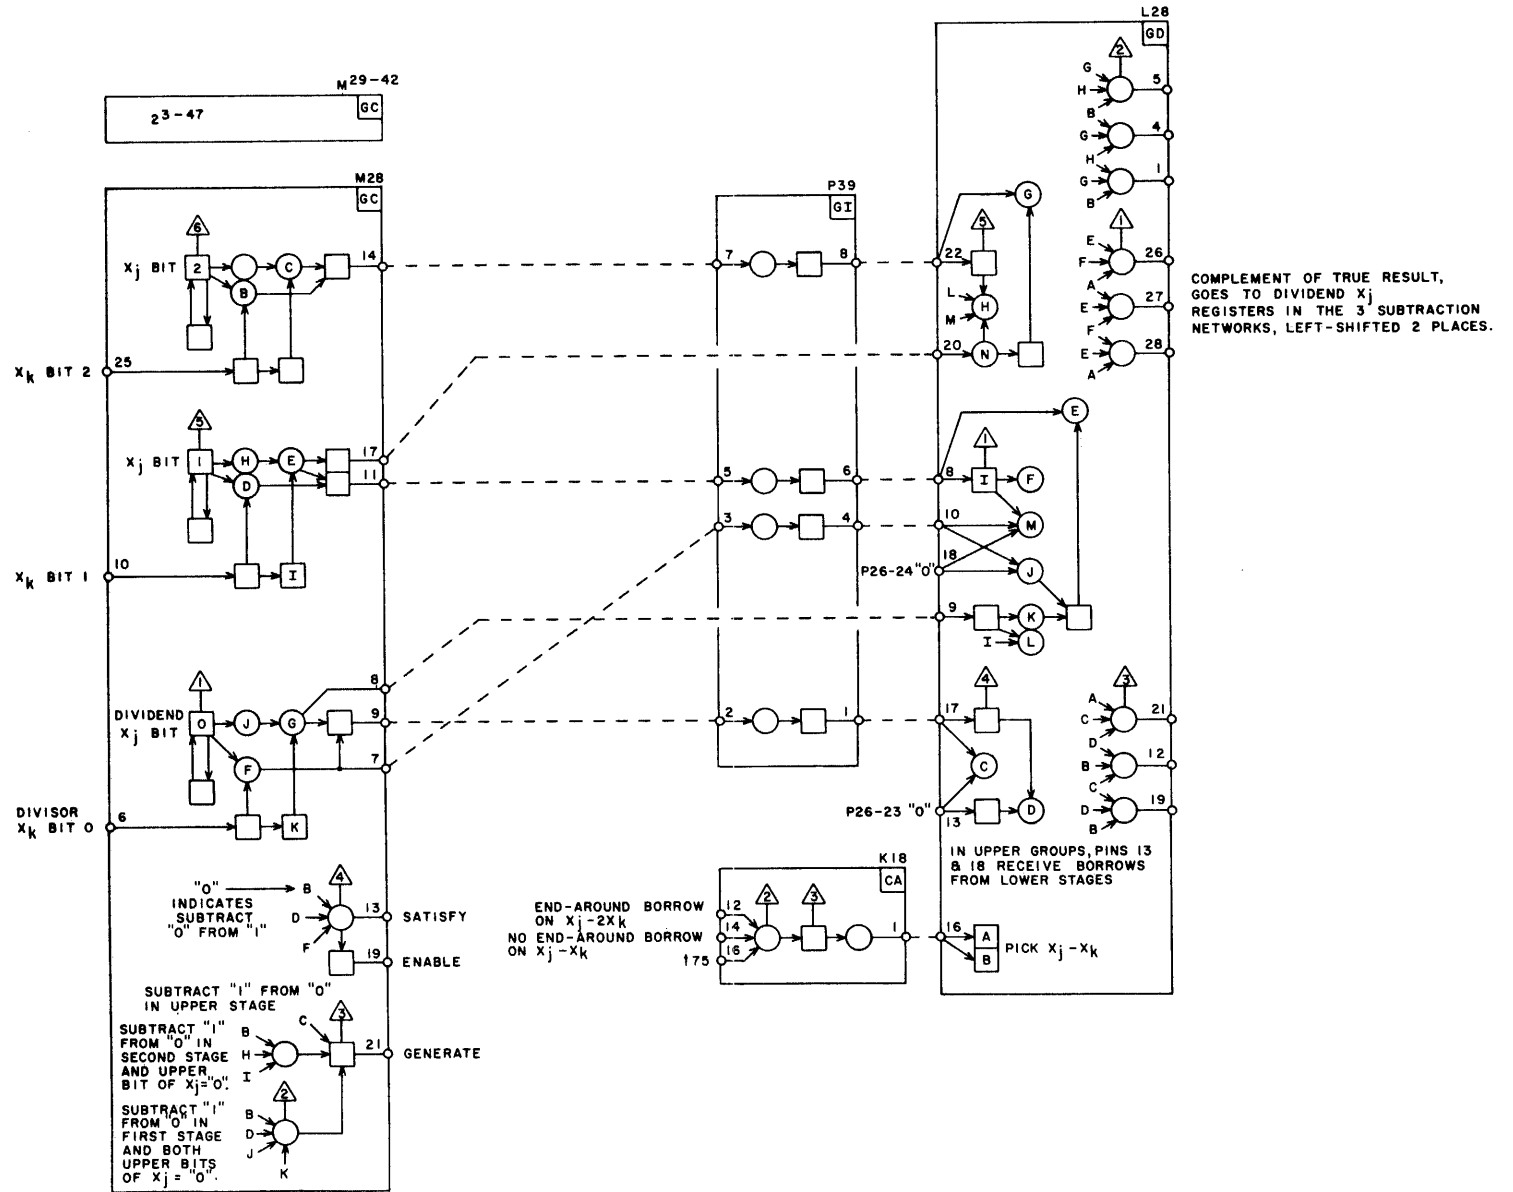 M29-42
GC
23-47
M28
GC
6
Xj BIT
2
C
14
B
Xk BIT 2
25
5
Xj BIT
1
H
E
17
11
D
Xk BIT 1
10
I
1
8
DIVIDEND
Xj BIT
0
J
G
9
F
7
DIVISOR
Xk BIT 0
6
K
"0"
INDICATES
SUBTRACT
"0" FROM "1"
B
D
F
4
13
SATISFY
19
ENABLE
SUBTRACT "1" FROM "0"
IN UPPER STAGE
SUBTRACT "1"
FROM "0" IN
SECOND STAGE
AND UPPER
BIT OF Xj="0".
C
B
H
I
3
21
GENERATE
SUBTRACT "1"
FROM "0" IN
FIRST STAGE
AND BOTH
UPPER BITS
OF Xj = "0".
2
B
D
J
K
P39
GI
7
8
5
6
3
4
2
1
K18
CA
END-AROUND BORROW
ON Xj-2Xk
NO END-AROUND BORROW
ON Xj-Xk
t75
12
14
16
2
3
1
L28
GD
2
G
H
B
5
G
H
4
G
B
1
G
22
5
L
M
H
20
N
1
E
F
A
26
E
F
27
E
A
28
E
8
1
I
F
10
M
18
P26-24 "0"
J
9
K
I
L
17
4
C
P26-23 "0"
13
D
3
A
C
D
21
B
C
12
D
B
19
IN UPPER GROUPS, PINS 13
& 18 RECEIVE BORROWS
FROM LOWER STAGES
16
A
B
PICK Xj-Xk
COMPLEMENT OF TRUE RESULT,
GOES TO DIVIDEND Xj
REGISTERS IN THE 3 SUBTRACTION
NETWORKS, LEFT-SHIFTED 2 PLACES.